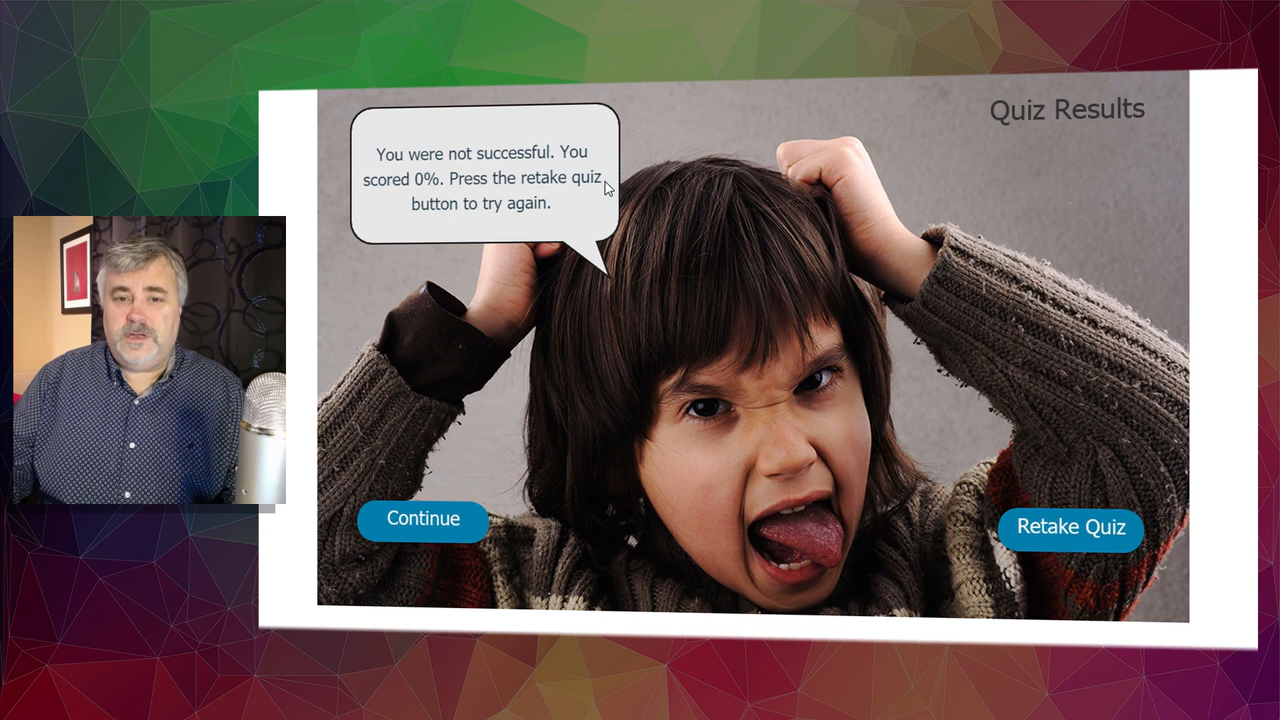 Quiz Results
You were not successful. You
scored 0%. Press the retake quiz
button to try again.
Continue
Retake Quiz